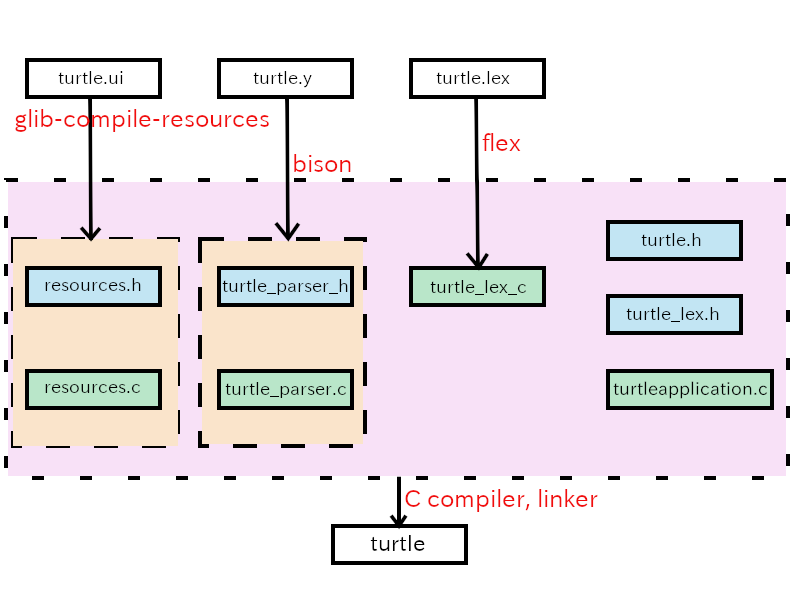 turtle.ui
turtle.y
turtle.lex
glib-compile-resources
bison
flex
resources.h
resources.c
turtle_parser_h
turtle_parser.c
turtle_lex_c
turtle.h
turtle_lex.h
turtleapplication.c
C compiler, linker
turtle